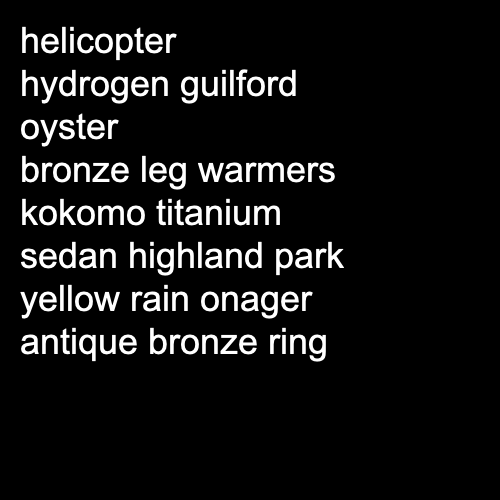 helicopter
hydrogen guilford
oyster
bronze leg warmers
kokomo titanium
sedan highland park
yellow rain onager
antique bronze ring